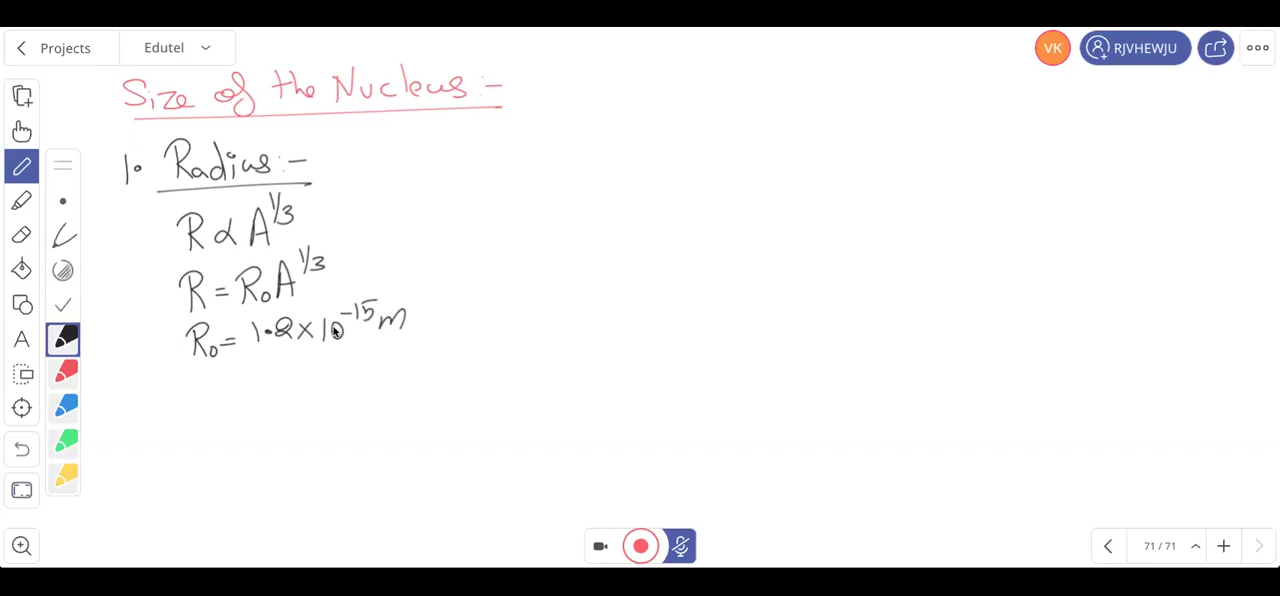 Projects
Edutel
VK
RJVHEWJU
Size of the Nucleus:-
1. Radius:-
R ∝ A^1/3
R = R₀A^1/3
R₀ = 1.2 × 10^-15 m
A
71 / 71